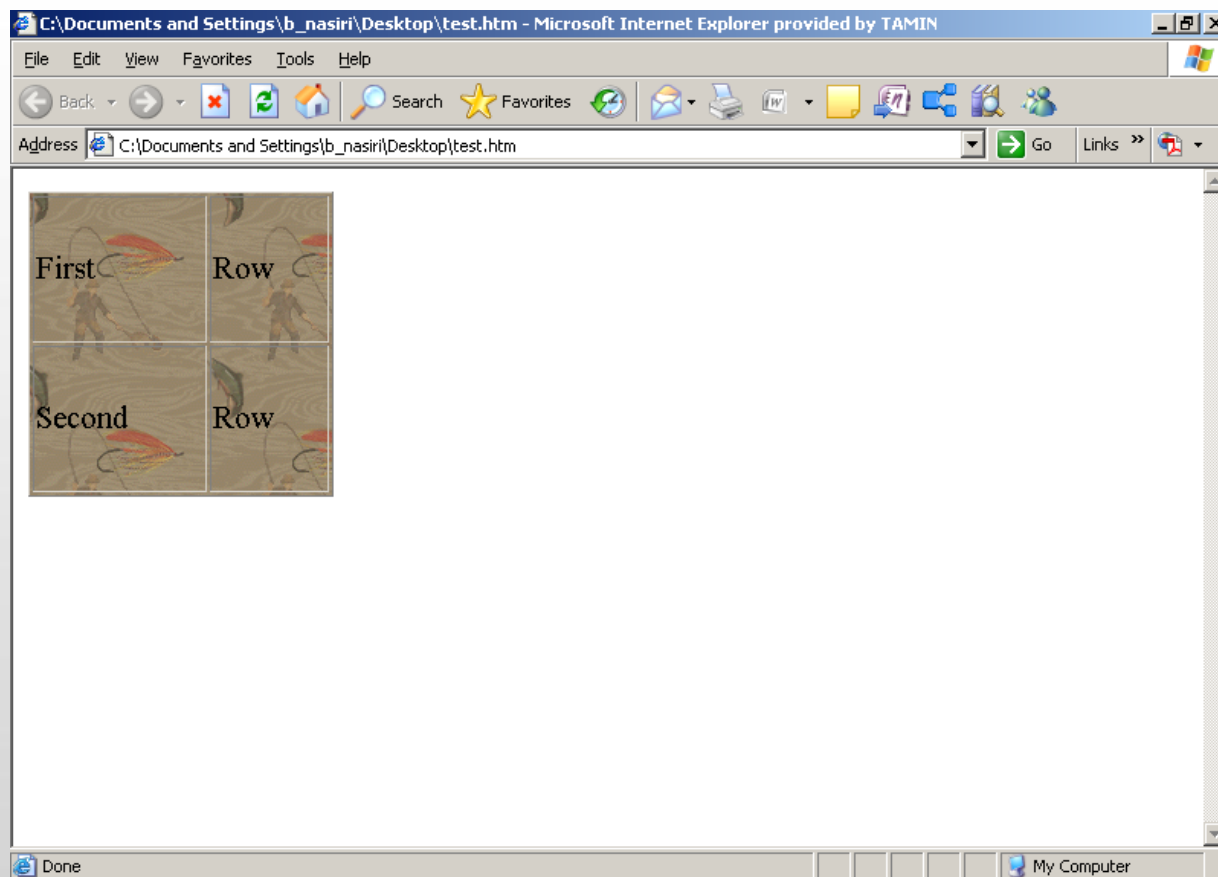 C:\Documents and Settings\b_nasiri\Desktop\test.htm - Microsoft Internet Explorer provided by TAMIN
File Edit View Favorites Tools Help
Back Search Favorites
Address C:\Documents and Settings\b_nasiri\Desktop\test.htm Go Links »
First Row
Second Row
Done My Computer